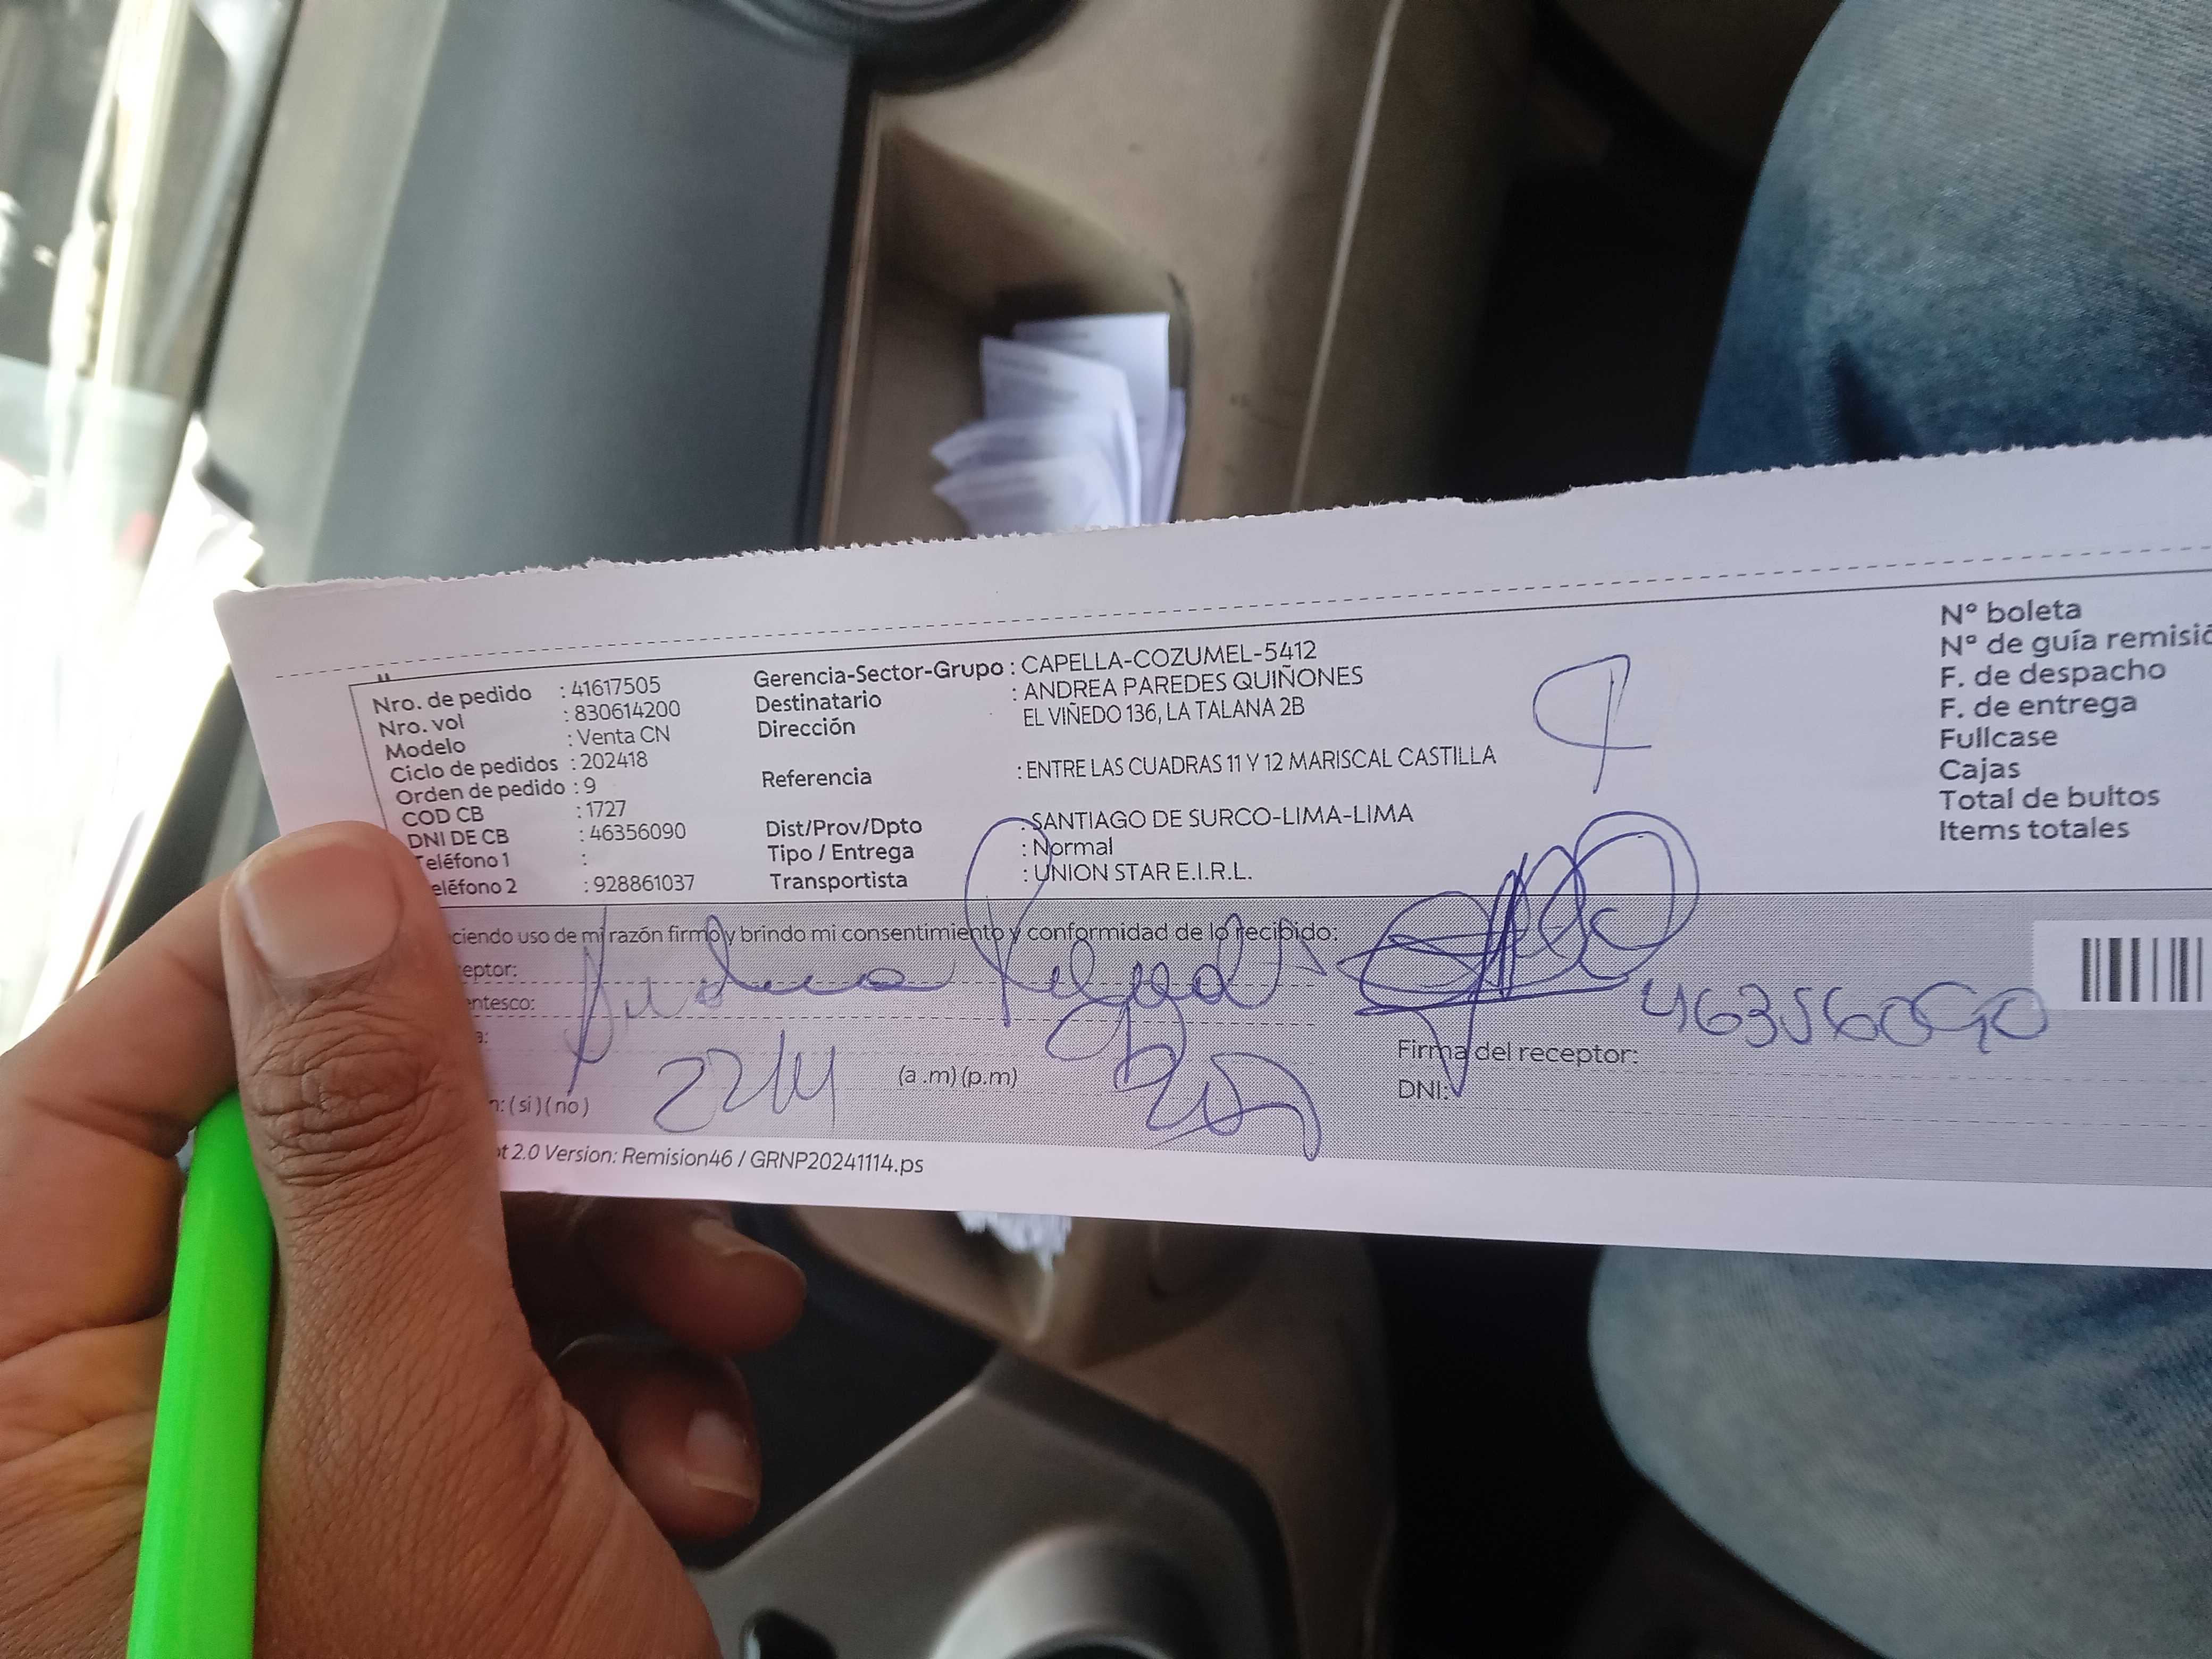 Nro. de pedido : 41617505
Nro. vol : 830614200
Modelo : Venta CN
Ciclo de pedidos : 202418
Orden de pedido : 9
COD CB : 1727
DNI DE CB : 46356090
Teléfono 1 :
eléfono 2 : 928861037
Gerencia-Sector-Grupo : CAPELLA-COZUMEL-5412
Destinatario : ANDREA PAREDES QUIÑONES
Dirección EL VIÑEDO 136, LA TALANA 2B
Referencia : ENTRE LAS CUADRAS 11 Y 12 MARISCAL CASTILLA
Dist/Prov/Dpto : SANTIAGO DE SURCO-LIMA-LIMA
Tipo / Entrega : Normal
Transportista : UNION STAR E.I.R.L.
N° boleta
N° de guía remisió
F. de despacho
F. de entrega
Fullcase
Cajas
Total de bultos
Items totales
ciendo uso de mi razón firmo y brindo mi consentimiento y conformidad de lo recibido:
eptor:
entesco:
a:
46356090
22/11 (a.m) (p.m)
Firma del receptor:
DNI:
n: (si) (no)
ot 2.0 Version: Remision46 / GRNP20241114.ps